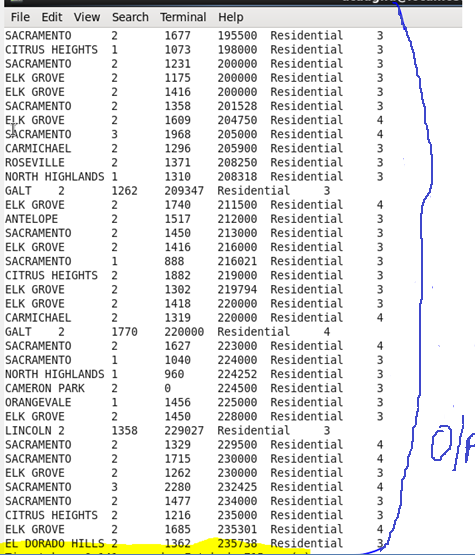 File Edit View Search Terminal Help
SACRAMENTO 2 1677 195500 Residential 3
CITRUS HEIGHTS 1 1073 198000 Residential 3
SACRAMENTO 2 1231 200000 Residential 3
ELK GROVE 2 1175 200000 Residential 3
ELK GROVE 2 1416 200000 Residential 3
SACRAMENTO 2 1358 201528 Residential 3
ELK GROVE 2 1609 204750 Residential 4
SACRAMENTO 3 1968 205000 Residential 4
CARMICHAEL 2 1296 205900 Residential 3
ROSEVILLE 2 1371 208250 Residential 3
NORTH HIGHLANDS 1 1310 208318 Residential 3
GALT 2 1262 209347 Residential 3
ELK GROVE 2 1740 211500 Residential 4
ANTELOPE 2 1517 212000 Residential 3
SACRAMENTO 2 1450 213000 Residential 3
ELK GROVE 2 1416 216000 Residential 3
SACRAMENTO 1 888 216021 Residential 3
CITRUS HEIGHTS 2 1882 219000 Residential 3
ELK GROVE 2 1302 219794 Residential 3
ELK GROVE 2 1418 220000 Residential 3
CARMICHAEL 2 1319 220000 Residential 4
GALT 2 1770 220000 Residential 4
SACRAMENTO 2 1627 223000 Residential 4
SACRAMENTO 1 1040 224000 Residential 3
NORTH HIGHLANDS 1 960 224252 Residential 3
CAMERON PARK 2 0 224500 Residential 3
ORANGEVALE 1 1456 225000 Residential 3
ELK GROVE 2 1450 228000 Residential 3
LINCOLN 2 1358 229027 Residential 3
SACRAMENTO 2 1329 229500 Residential 4
SACRAMENTO 2 1715 230000 Residential 4
ELK GROVE 2 1262 230000 Residential 3
SACRAMENTO 3 2280 232425 Residential 4
SACRAMENTO 2 1477 234000 Residential 3
CITRUS HEIGHTS 2 1216 235000 Residential 3
ELK GROVE 2 1685 235301 Residential 4
EL DORADO HILLS 2 1362 235738 Residential 3